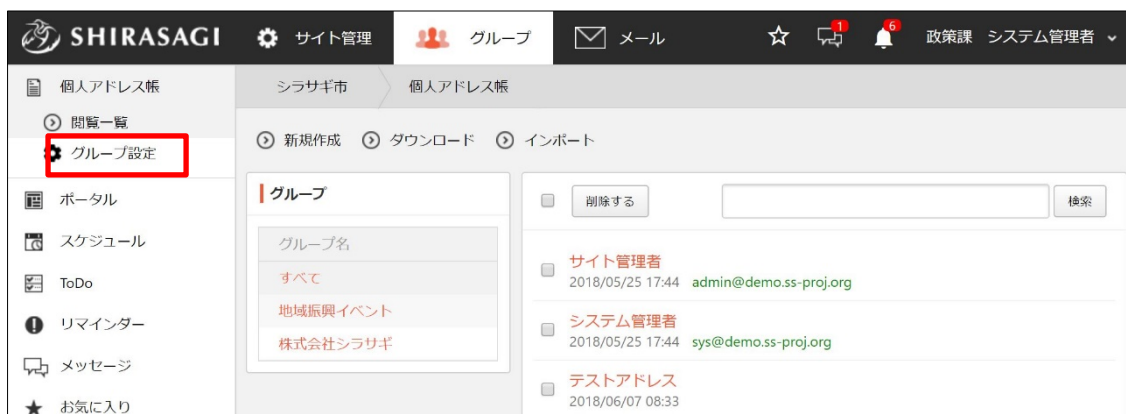 SHIRASAGI サイト管理 グループ メール 1 6 政策課 システム管理者
個人アドレス帳
閲覧一覧
グループ設定
ポータル
スケジュール
ToDo
リマインダー
メッセージ
お気に入り
シラサギ市 個人アドレス帳
新規作成 ダウンロード インポート
グループ
グループ名
すべて
地域振興イベント
株式会社シラサギ
削除する 検索
サイト管理者
2018/05/25 17:44 admin@demo.ss-proj.org
システム管理者
2018/05/25 17:44 sys@demo.ss-proj.org
テストアドレス
2018/06/07 08:33